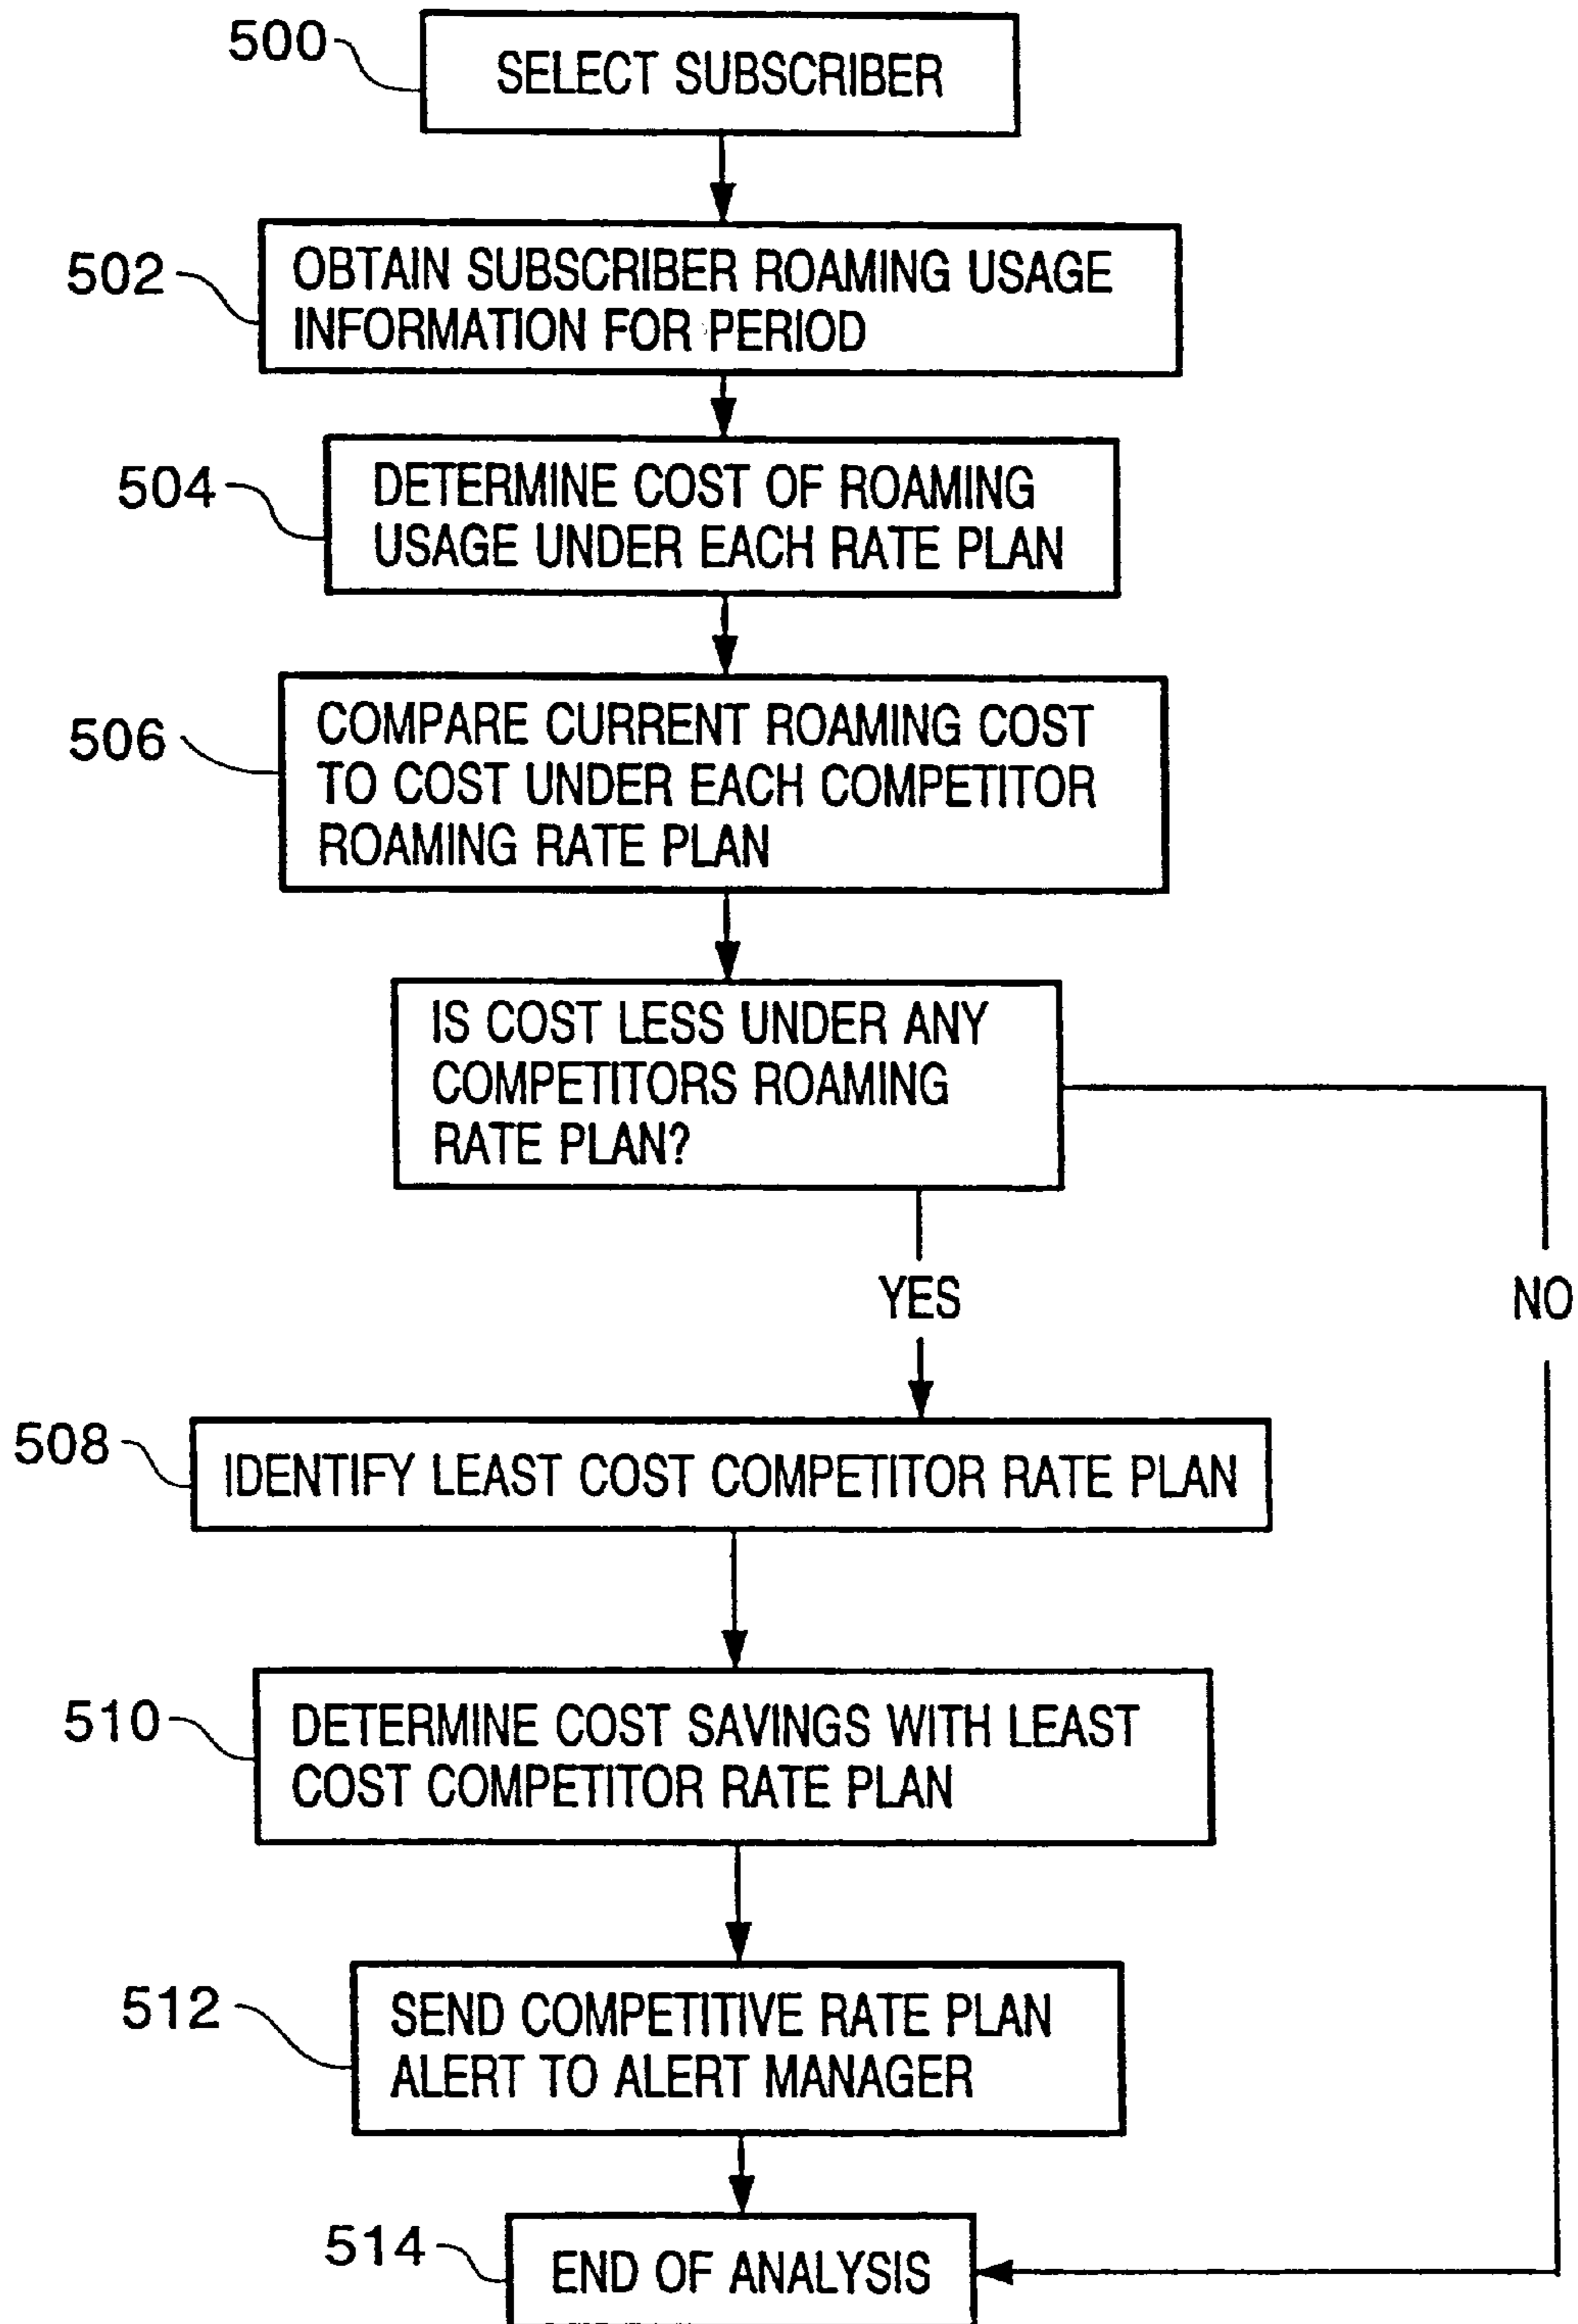 500
SELECT SUBSCRIBER
502
OBTAIN SUBSCRIBER ROAMING USAGE
INFORMATION FOR PERIOD
504
DETERMINE COST OF ROAMING
USAGE UNDER EACH RATE PLAN
506
COMPARE CURRENT ROAMING COST
TO COST UNDER EACH COMPETITOR
ROAMING RATE PLAN
IS COST LESS UNDER ANY
COMPETITORS ROAMING
RATE PLAN?
YES
NO
508
IDENTIFY LEAST COST COMPETITOR RATE PLAN
510
DETERMINE COST SAVINGS WITH LEAST
COST COMPETITOR RATE PLAN
512
SEND COMPETITIVE RATE PLAN
ALERT TO ALERT MANAGER
514
END OF ANALYSIS